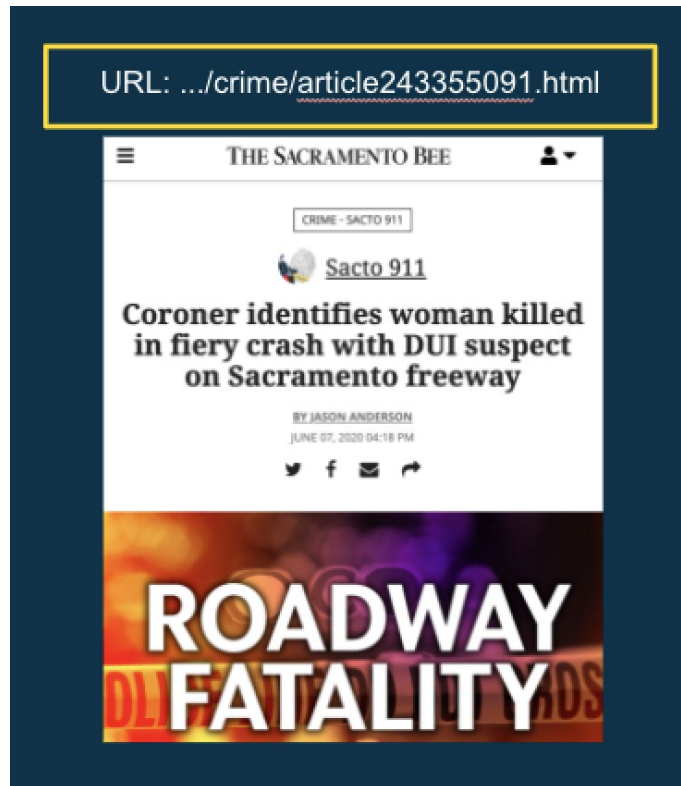 URL: .../crime/article243355091.html
THE SACRAMENTO BEE
CRIME - SACTO 911
Sacto 911
Coroner identifies woman killed
in fiery crash with DUI suspect
on Sacramento freeway
BY JASON ANDERSON
JUNE 07, 2020 04:18 PM
ROADWAY
FATALITY